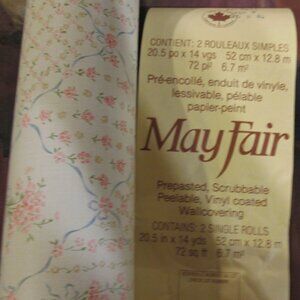 CONTIENT: 2 ROULEAUX SIMPLES
20.5 po x 14 vgs 52 cm x 12.8 m
72 pi² 6.7 m²
Pré-encollé, enduit de vinyle,
lessivable, pélable
papier-peint
Mayfair
Prepasted, Scrubbable
Peelable, Vinyl coated
Wallcovering
CONTAINS: 2 SINGLE ROLLS
20.5 in x 14 yds 52 cm x 12.8 m
72 sq ft 6.7 m²